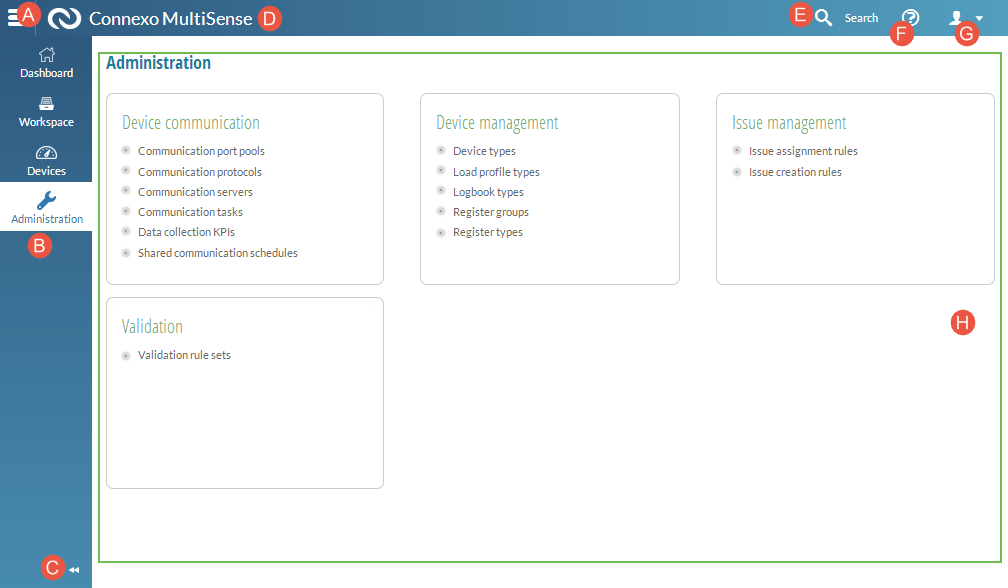 A Connexo MultiSense D E Search F G
Dashboard
Workspace
Devices
Administration
B
C
Administration
Device communication
Communication port pools
Communication protocols
Communication servers
Communication tasks
Data collection KPIs
Shared communication schedules
Device management
Device types
Load profile types
Logbook types
Register groups
Register types
Issue management
Issue assignment rules
Issue creation rules
Validation
Validation rule sets
H